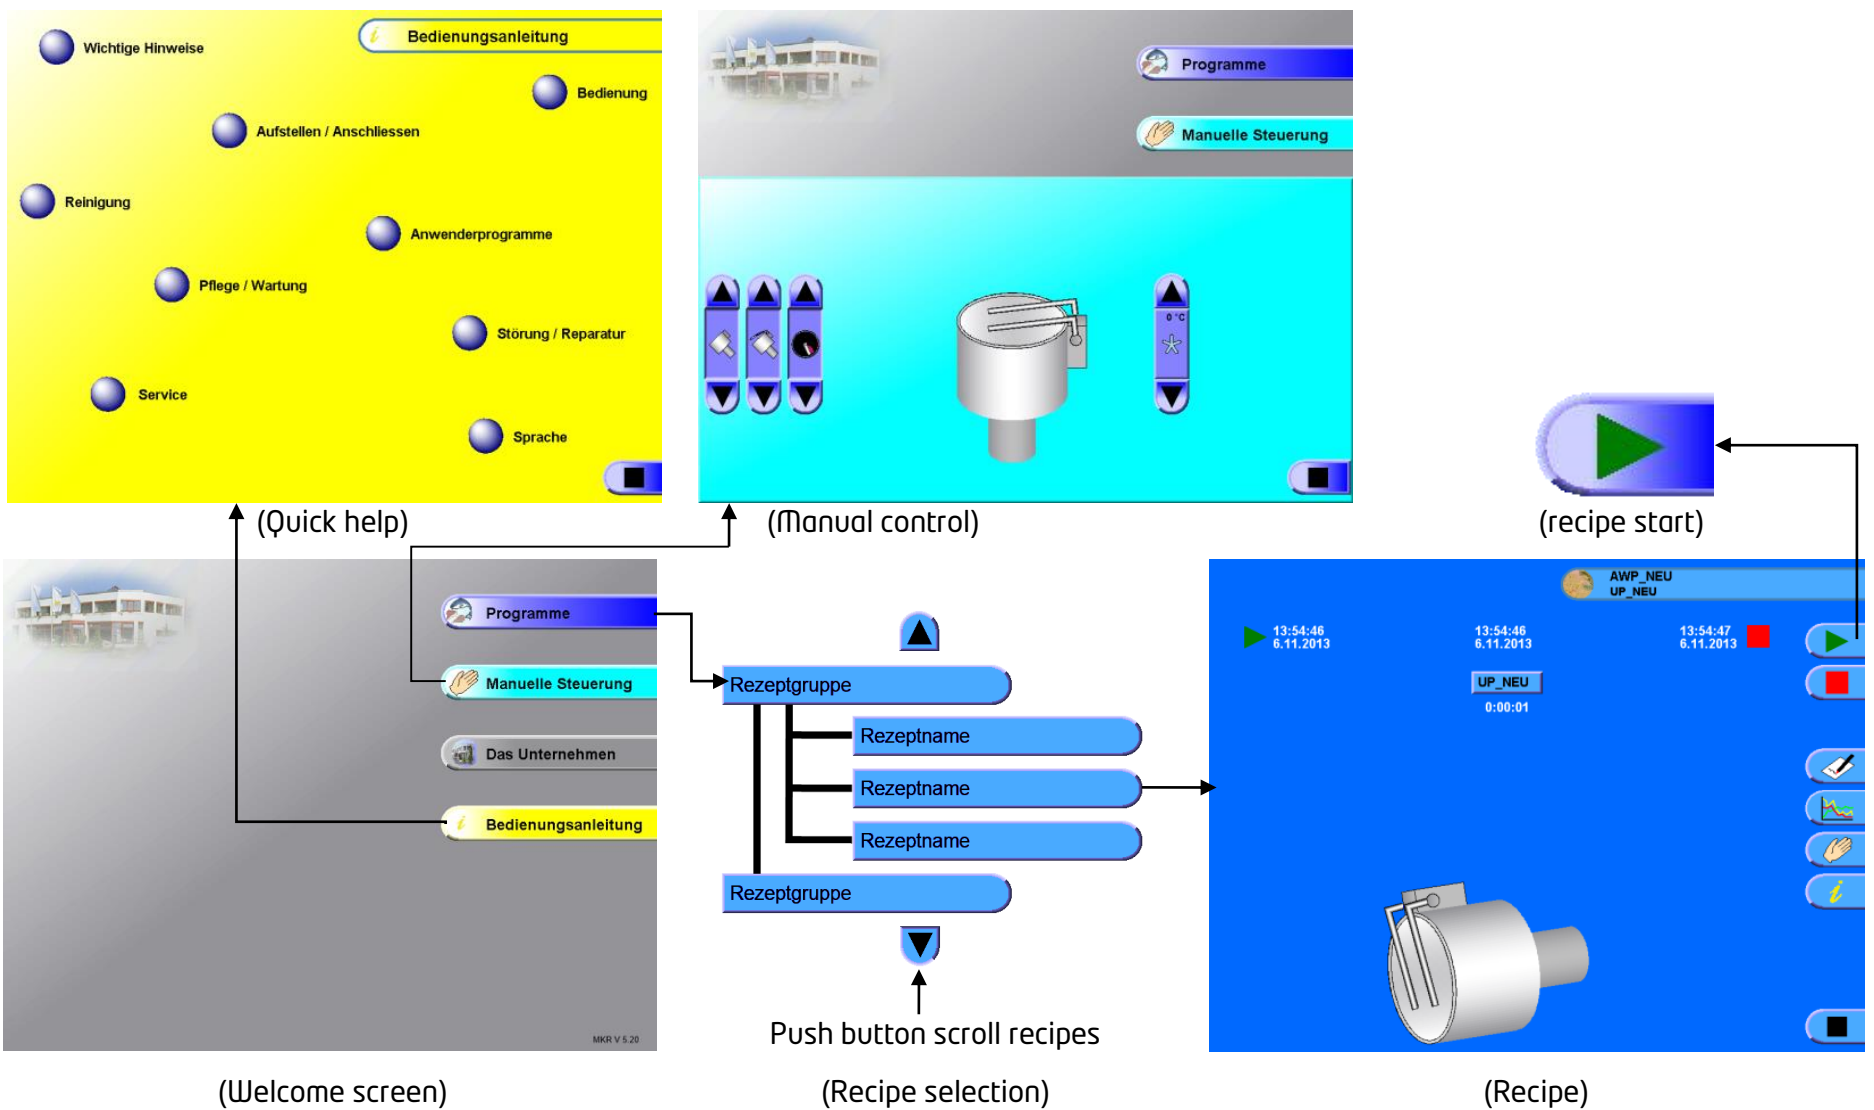 Bedienungsanleitung
Wichtige Hinweise
Bedienung
Aufstellen / Anschliessen
Reinigung
Anwenderprogramme
Pflege / Wartung
Störung / Reparatur
Service
Sprache
(Quick help)
Programme
Manuelle Steuerung
0 °C
(Manual control)
(recipe start)
Programme
Manuelle Steuerung
Das Unternehmen
Bedienungsanleitung
MKR V 5.20
(Welcome screen)
Rezeptgruppe
Rezeptname
Rezeptname
Rezeptname
Rezeptgruppe
Push button scroll recipes
(Recipe selection)
AWP_NEU
UP_NEU
13:54:46
6.11.2013
13:54:46
6.11.2013
13:54:47
6.11.2013
UP_NEU
0:00:01
(Recipe)